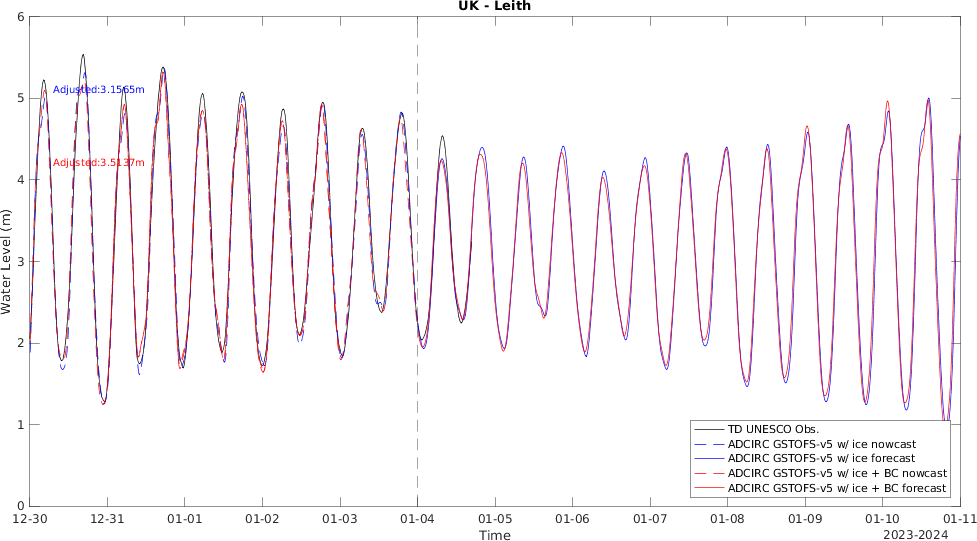 UK - Leith
6
5
4
3
2
1
0
Water Level (m)
Adjusted:3.1565m
Adjusted:3.5137m
TD UNESCO Obs.
ADCIRC GSTOFS-v5 w/ ice nowcast
ADCIRC GSTOFS-v5 w/ ice forecast
ADCIRC GSTOFS-v5 w/ ice + BC nowcast
ADCIRC GSTOFS-v5 w/ ice + BC forecast
12-30 12-31 01-01 01-02 01-03 01-04 01-05 01-06 01-07 01-08 01-09 01-10 01-11
Time
2023-2024